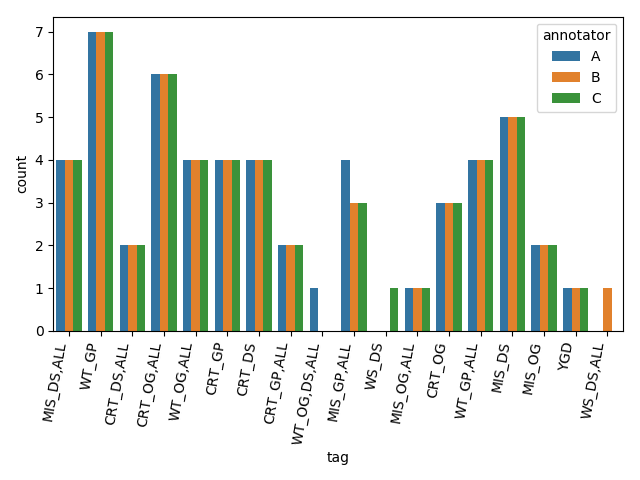 annotator
A
B
C
7
6
5
4
3
2
1
0
count
MIS_DS,ALL
WT_GP
CRT_DS,ALL
CRT_OG,ALL
WT_OG,ALL
CRT_GP
CRT_DS
CRT_GP,ALL
WT_OG,DS,ALL
MIS_GP,ALL
WS_DS
MIS_OG,ALL
CRT_OG
WT_GP,ALL
MIS_DS
MIS_OG
YGD
WS_DS,ALL
tag